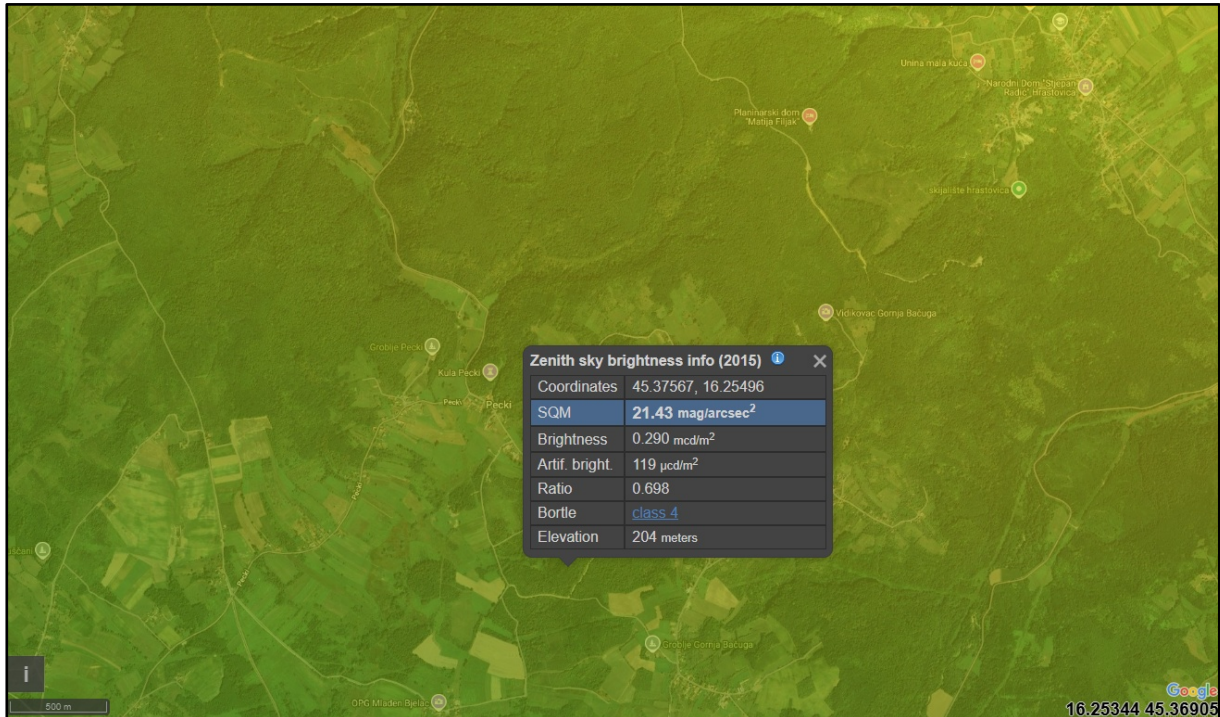 Unina mala kuća
Narodni Dom "Stjepan
Radić" Hrastovica
Planinarski dom
"Matija Filjak"
skijalište hrastovica
Vidikovac Gornja Bačuga
Groblje Pecki
Kula Pecki
Pecki
Pecki
Pecki
Pecki
Pecki
Zenith sky brightness info (2015)
Coordinates 45.37567, 16.25496
SQM 21.43 mag/arcsec²
Brightness 0.290 mcd/m²
Artif. bright. 119 µcd/m²
Ratio 0.698
Bortle class 4
Elevation 204 meters
Groblje Gornja Bačuga
OPG Mladen Bjelac
i
500 m
Google
16.25344 45.36905